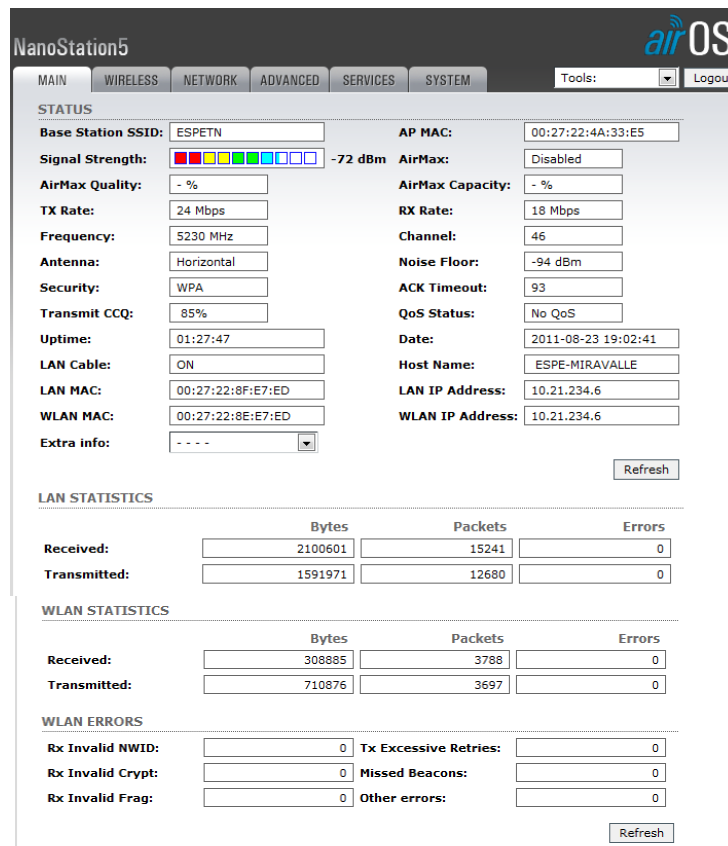 NanoStation5 airOS
MAIN WIRELESS NETWORK ADVANCED SERVICES SYSTEM Tools: Logou
STATUS
Base Station SSID: ESPETN AP MAC: 00:27:22:4A:33:E5
Signal Strength: -72 dBm AirMax: Disabled
AirMax Quality: - % AirMax Capacity: - %
TX Rate: 24 Mbps RX Rate: 18 Mbps
Frequency: 5230 MHz Channel: 46
Antenna: Horizontal Noise Floor: -94 dBm
Security: WPA ACK Timeout: 93
Transmit CCQ: 85% QoS Status: No QoS
Uptime: 01:27:47 Date: 2011-08-23 19:02:41
LAN Cable: ON Host Name: ESPE-MIRAVALLE
LAN MAC: 00:27:22:8F:E7:ED LAN IP Address: 10.21.234.6
WLAN MAC: 00:27:22:8E:E7:ED WLAN IP Address: 10.21.234.6
Extra info: - - - -
Refresh
LAN STATISTICS
Bytes Packets Errors
Received: 2100601 15241 0
Transmitted: 1591971 12680 0
WLAN STATISTICS
Bytes Packets Errors
Received: 308885 3788 0
Transmitted: 710876 3697 0
WLAN ERRORS
Rx Invalid NWID: 0 Tx Excessive Retries: 0
Rx Invalid Crypt: 0 Missed Beacons: 0
Rx Invalid Frag: 0 Other errors: 0
Refresh